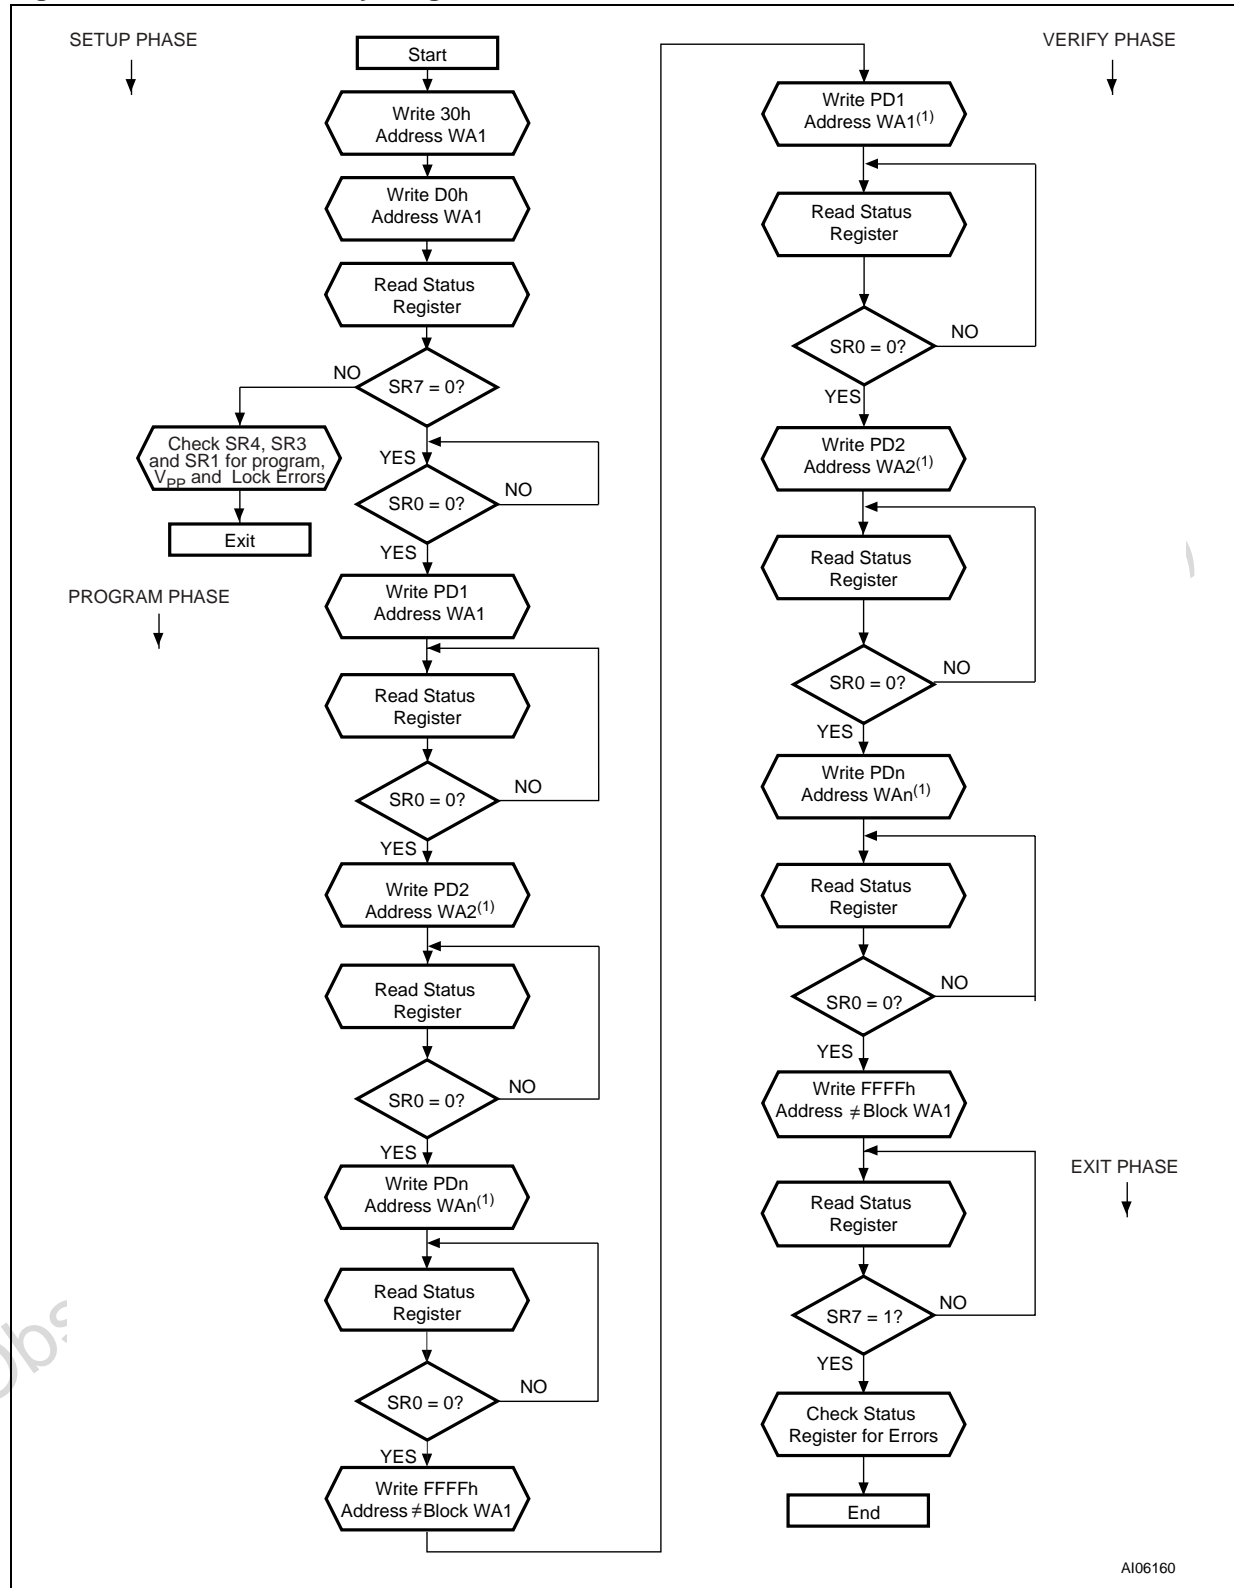 SETUP PHASE
Start
Write 30h
Address WA1
Write D0h
Address WA1
Read Status
Register
NO
SR7 = 0?
Check SR4, SR3
and SR1 for program,
VPP and Lock Errors
Exit
YES
SR0 = 0?
NO
YES
PROGRAM PHASE
Write PD1
Address WA1
Read Status
Register
SR0 = 0?
NO
YES
Write PD2
Address WA2(1)
Read Status
Register
SR0 = 0?
NO
YES
Write PDn
Address WAn(1)
Read Status
Register
SR0 = 0?
NO
YES
Write FFFFh
Address ≠Block WA1
VERIFY PHASE
Write PD1
Address WA1(1)
Read Status
Register
SR0 = 0?
NO
YES
Write PD2
Address WA2(1)
Read Status
Register
SR0 = 0?
NO
YES
Write PDn
Address WAn(1)
Read Status
Register
SR0 = 0?
NO
YES
Write FFFFh
Address ≠Block WA1
EXIT PHASE
Read Status
Register
SR7 = 1?
NO
YES
Check Status
Register for Errors
End
AI06160